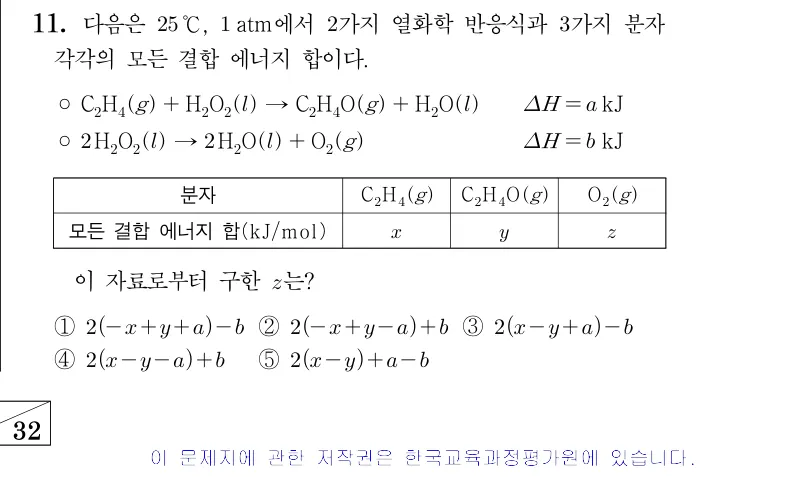 11. 다음은 25℃, 1 atm에서 2가지 열화학 반응식과 3가지 분자
각각의 모든 결합 에너지 합이다.
○ C₂H₄(g) + H₂O₂(l) → C₂H₄O(g) + H₂O(l)   ΔH = a kJ
○ 2H₂O₂(l) → 2H₂O(l) + O₂(g)   ΔH = b kJ
분자 C₂H₄(g) C₂H₄O(g) O₂(g)
모든 결합 에너지 합(kJ/mol) x y z
이 자료로부터 구한 z는?
① 2(−x+y+a)−b ② 2(−x+y−a)+b ③ 2(x−y+a)−b
④ 2(x−y−a)+b ⑤ 2(x−y)+a−b
32
이 문제지에 관한 저작권은 한국교육과정평가원에 있습니다.